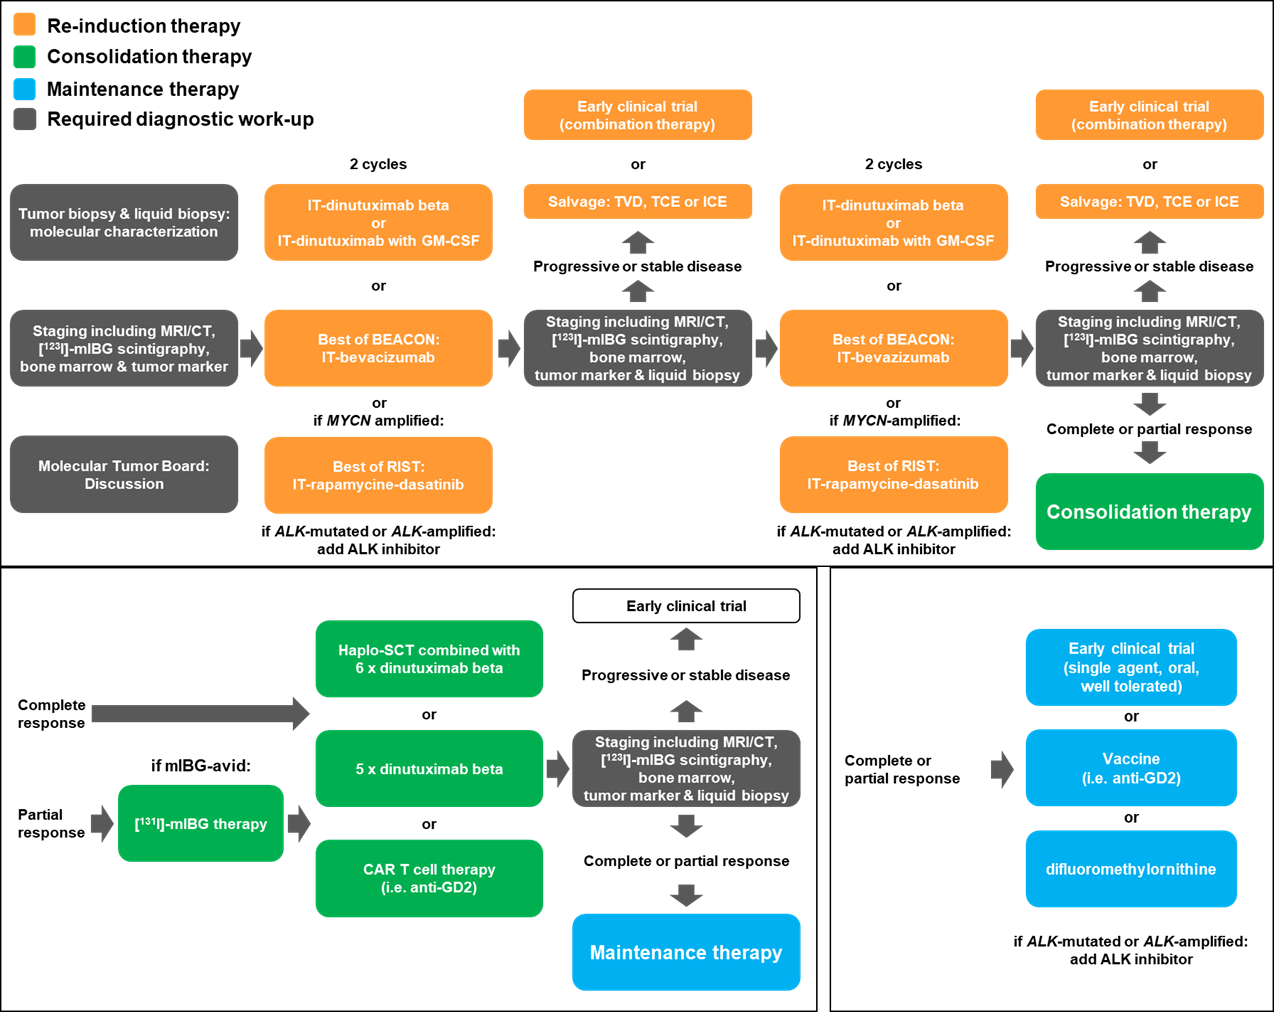 Re-induction therapy
Consolidation therapy
Maintenance therapy
Required diagnostic work-up
Tumor biopsy & liquid biopsy:
molecular characterization
Staging including MRI/CT,
[123I]-mIBG scintigraphy,
bone marrow & tumor marker
Molecular Tumor Board:
Discussion
2 cycles
IT-dinutuximab beta
or
IT-dinutuximab with GM-CSF
or
Best of BEACON:
IT-bevacizumab
or
if MYCN amplified:
Best of RIST:
IT-rapamycine-dasatinib
if ALK-mutated or ALK-amplified:
add ALK inhibitor
Early clinical trial
(combination therapy)
or
Salvage: TVD, TCE or ICE
Progressive or stable disease
Staging including MRI/CT,
[123I]-mIBG scintigraphy,
bone marrow,
tumor marker & liquid biopsy
2 cycles
IT-dinutuximab beta
or
IT-dinutuximab with GM-CSF
or
Best of BEACON:
IT-bevazizumab
or
if MYCN-amplified:
Best of RIST:
IT-rapamycine-dasatinib
if ALK-mutated or ALK-amplified:
add ALK inhibitor
Early clinical trial
(combination therapy)
or
Salvage: TVD, TCE or ICE
Progressive or stable disease
Staging including MRI/CT,
[123I]-mIBG scintigraphy,
bone marrow,
tumor marker & liquid biopsy
Complete or partial response
Consolidation therapy
Complete
response
Partial
response
if mIBG-avid:
[131I]-mIBG therapy
Haplo-SCT combined with
6 x dinutuximab beta
or
5 x dinutuximab beta
or
CAR T cell therapy
(i.e. anti-GD2)
Early clinical trial
Progressive or stable disease
Staging including MRI/CT,
[123I]-mIBG scintigraphy,
bone marrow,
tumor marker & liquid biopsy
Complete or partial response
Maintenance therapy
Complete or
partial response
Early clinical trial
(single agent, oral,
well tolerated)
or
Vaccine
(i.e. anti-GD2)
or
difluoromethylornithine
if ALK-mutated or ALK-amplified:
add ALK inhibitor